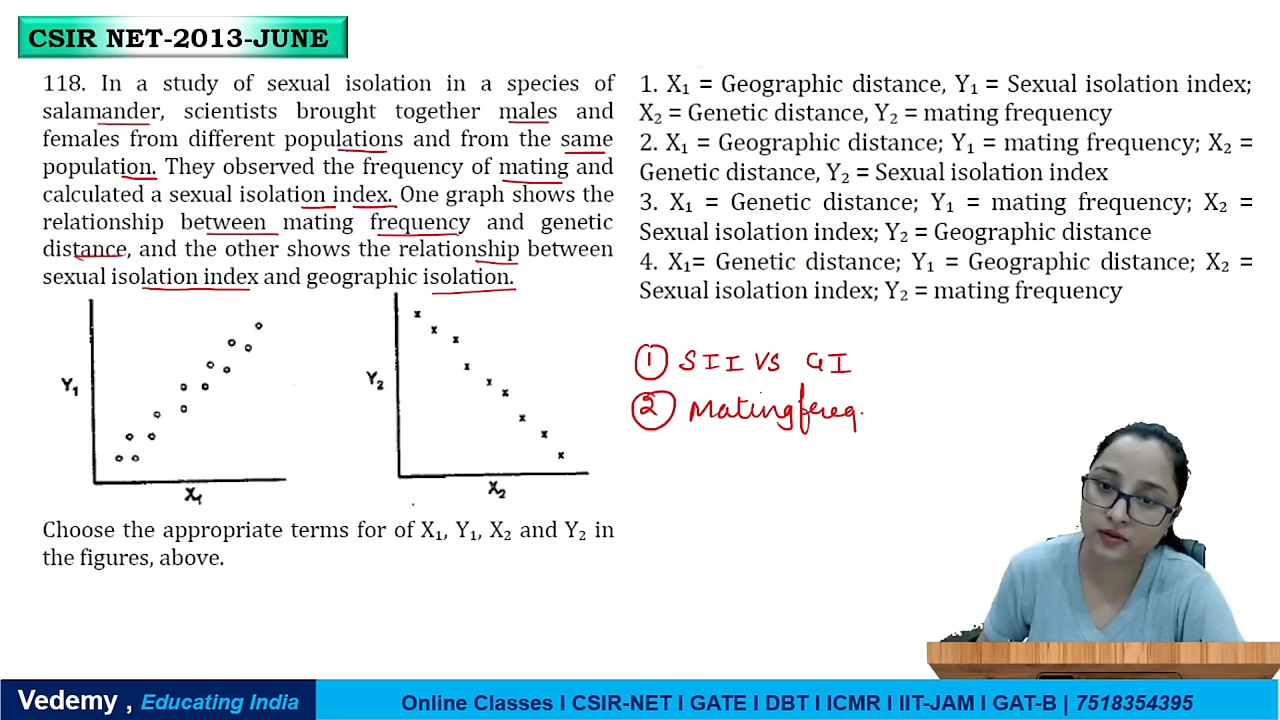 CSIR NET-2013-JUNE
118. In a study of sexual isolation in a species of
salamander, scientists brought together males and
females from different populations and from the same
population. They observed the frequency of mating and
calculated a sexual isolation index. One graph shows the
relationship between mating frequency and genetic
distance, and the other shows the relationship between
sexual isolation index and geographic isolation.
Y₁
X₁
Y₂
X₂
Choose the appropriate terms for of X₁, Y₁, X₂ and Y₂ in
the figures, above.
1. X₁ = Geographic distance, Y₁ = Sexual isolation index;
X₂ = Genetic distance, Y₂ = mating frequency
2. X₁ = Geographic distance; Y₁ = mating frequency; X₂ =
Genetic distance, Y₂ = Sexual isolation index
3. X₁ = Genetic distance; Y₁ = mating frequency; X₂ =
Sexual isolation index; Y₂ = Geographic distance
4. X₁= Genetic distance; Y₁ = Geographic distance; X₂ =
Sexual isolation index; Y₂ = mating frequency
① SII VS GI
② Mating freq.
Vedemy , Educating India
Online Classes I CSIR-NET I GATE I DBT I ICMR I IIT-JAM I GAT-B | 7518354395